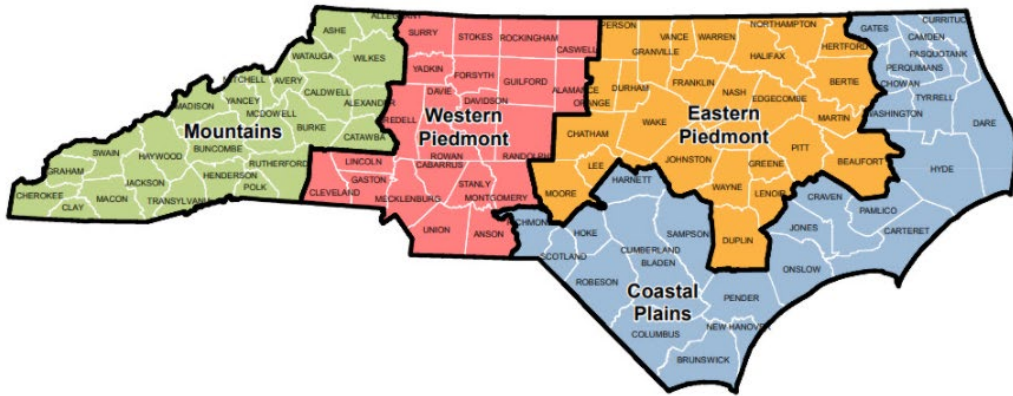 ALLEGHANY
ASHE
SURRY
STOKES
ROCKINGHAM
CASWELL
PERSON
VANCE
WARREN
NORTHAMPTON
GATES
CURRITUC
CAMDEN
GRANVILLE
HALIFAX
HERTFORD
PASQUOTANK
WATAUGA
WILKES
YADKIN
FORSYTH
GUILFORD
ALAMANCE
ORANGE
DURHAM
FRANKLIN
NASH
BERTIE
PERQUIMANS
CHOWAN
MITCHELL
AVERY
CALDWELL
DAVIE
DAVIDSON
EDGECOMBE
TYRRELL
MADISON
YANCEY
MCDOWELL
ALEXANDER
REDELL
WAKE
MARTIN
WASHINGTON
DARE
Mountains
BURKE
CATAWBA
Western
Piedmont
CHATHAM
Eastern
Piedmont
PITT
SWAIN
HAYWOOD
BUNCOMBE
RUTHERFORD
LINCOLN
ROWAN
CABARRUS
RANDOLPH
LEE
JOHNSTON
GREENE
BEAUFORT
HYDE
GRAHAM
JACKSON
HENDERSON
POLK
CLEVELAND
GASTON
STANLY
MONTGOMERY
MOORE
HARNETT
WAYNE
LENOIR
CRAVEN
CHEROKEE
CLAY
MACON
TRANSYLVANIA
MECKLENBURG
PAMLICO
UNION
ANSON
RICHMOND
HOKE
SAMPSON
DUPLIN
JONES
CARTERET
SCOTLAND
CUMBERLAND
BLADEN
ONSLOW
ROBESON
Coastal
Plains
PENDER
COLUMBUS
NEW HANOVER
BRUNSWICK